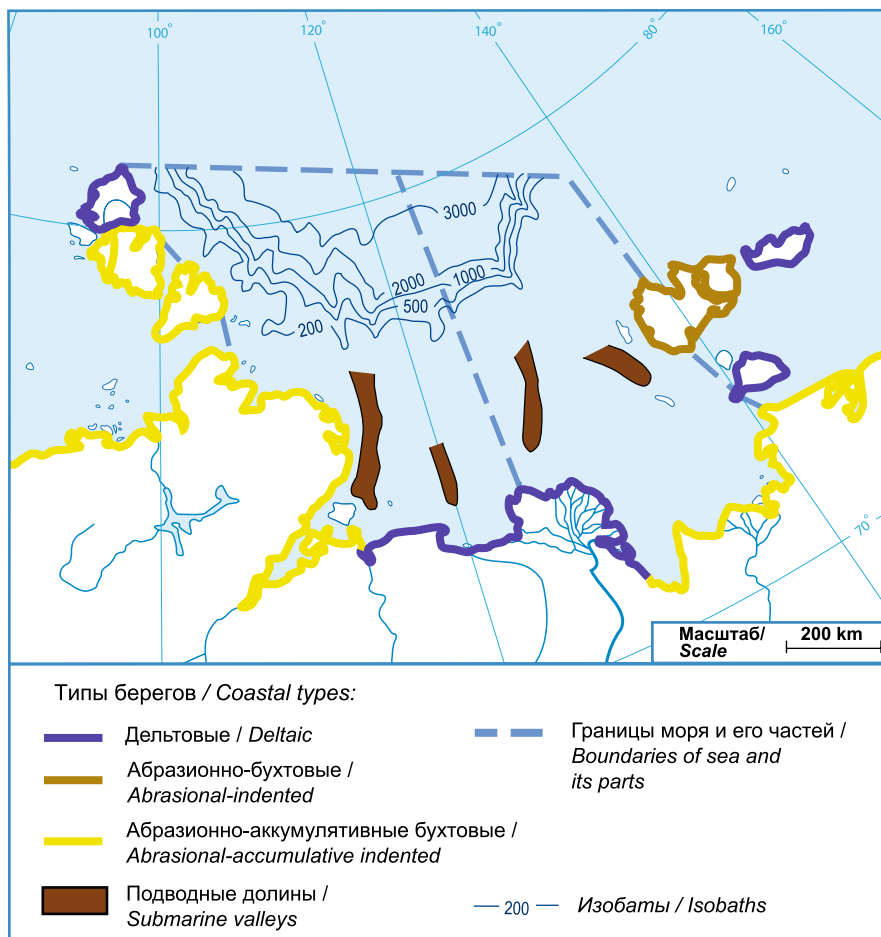 100°
120°
140°
80°
160°
3000
2000
1000
500
200
70°
Масштаб/
Scale
200 km
Типы берегов / Coastal types:
Дельтовые / Deltaic
Абразионно-бухтовые /
Abrasional-indented
Абразионно-аккумулятивные бухтовые /
Abrasional-accumulative indented
Подводные долины /
Submarine valleys
Границы моря и его частей /
Boundaries of sea and
its parts
200
Изобаты / Isobaths